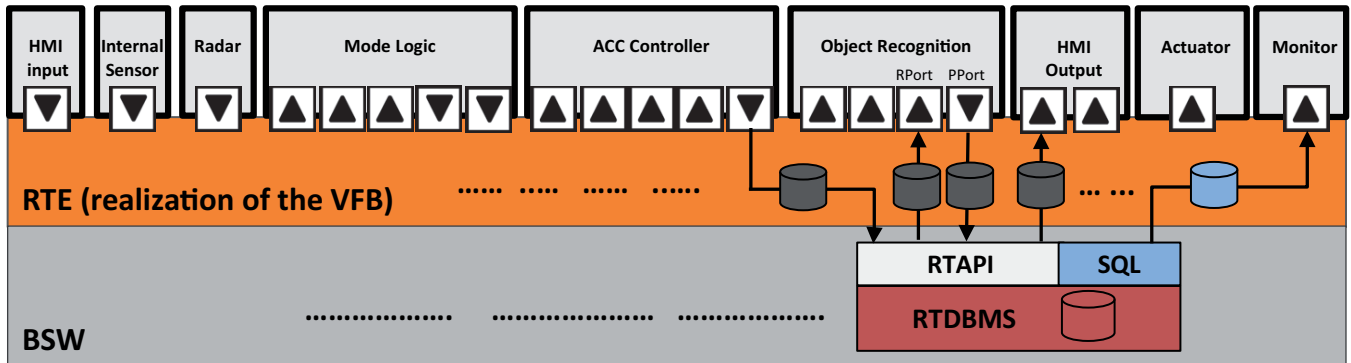 HMI
input
Internal
Sensor
Radar
Mode Logic
ACC Controller
Object Recognition
RPort
PPort
HMI
Output
Actuator
Monitor
RTE (realization of the VFB)
…… ….. …… ……
... ...
RTAPI
SQL
RTDBMS
BSW
………………… ………………… …………………